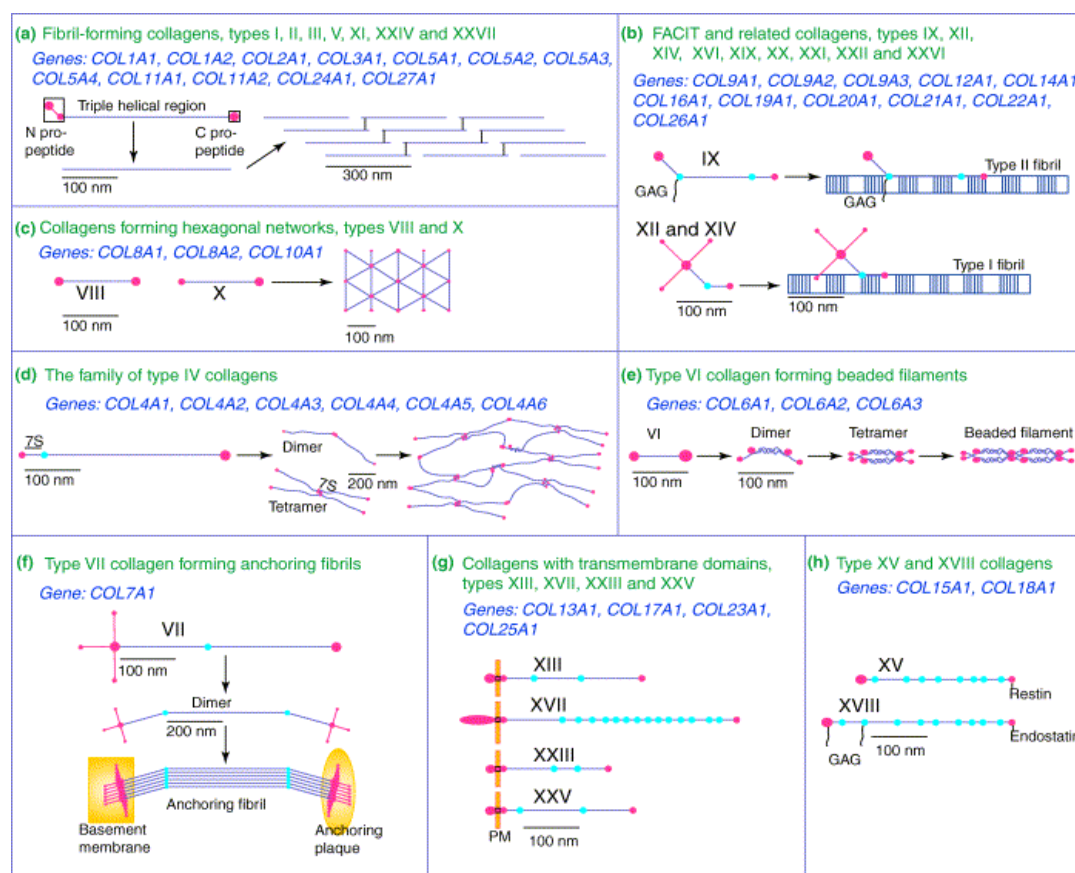 (a) Fibril-forming collagens, types I, II, III, V, XI, XXIV and XXVII
Genes: COL1A1, COL1A2, COL2A1, COL3A1, COL5A1, COL5A2, COL5A3,
COL5A4, COL11A1, COL11A2, COL24A1, COL27A1
Triple helical region
N pro-
peptide
C pro-
peptide
100 nm
300 nm
(b) FACIT and related collagens, types IX, XII,
XIV, XVI, XIX, XX, XXI, XXII and XXVI
Genes: COL9A1, COL9A2, COL9A3, COL12A1, COL14A1
COL16A1, COL19A1, COL20A1, COL21A1, COL22A1,
COL26A1
IX
GAG
Type II fibril
GAG
XII and XIV
100 nm
Type I fibril
100 nm
(c) Collagens forming hexagonal networks, types VIII and X
Genes: COL8A1, COL8A2, COL10A1
VIII
X
100 nm
100 nm
(d) The family of type IV collagens
Genes: COL4A1, COL4A2, COL4A3, COL4A4, COL4A5, COL4A6
7S
100 nm
Dimer
7S
Tetramer
200 nm
(e) Type VI collagen forming beaded filaments
Genes: COL6A1, COL6A2, COL6A3
VI
Dimer
Tetramer
Beaded filament
100 nm
100 nm
(f) Type VII collagen forming anchoring fibrils
Gene: COL7A1
VII
100 nm
Dimer
200 nm
Anchoring fibril
Basement
membrane
Anchoring
plaque
(g) Collagens with transmembrane domains,
types XIII, XVII, XXIII and XXV
Genes: COL13A1, COL17A1, COL23A1,
COL25A1
XIII
XVII
XXIII
XXV
PM
100 nm
(h) Type XV and XVIII collagens
Genes: COL15A1, COL18A1
XV
Restin
XVIII
Endostatin
GAG
100 nm